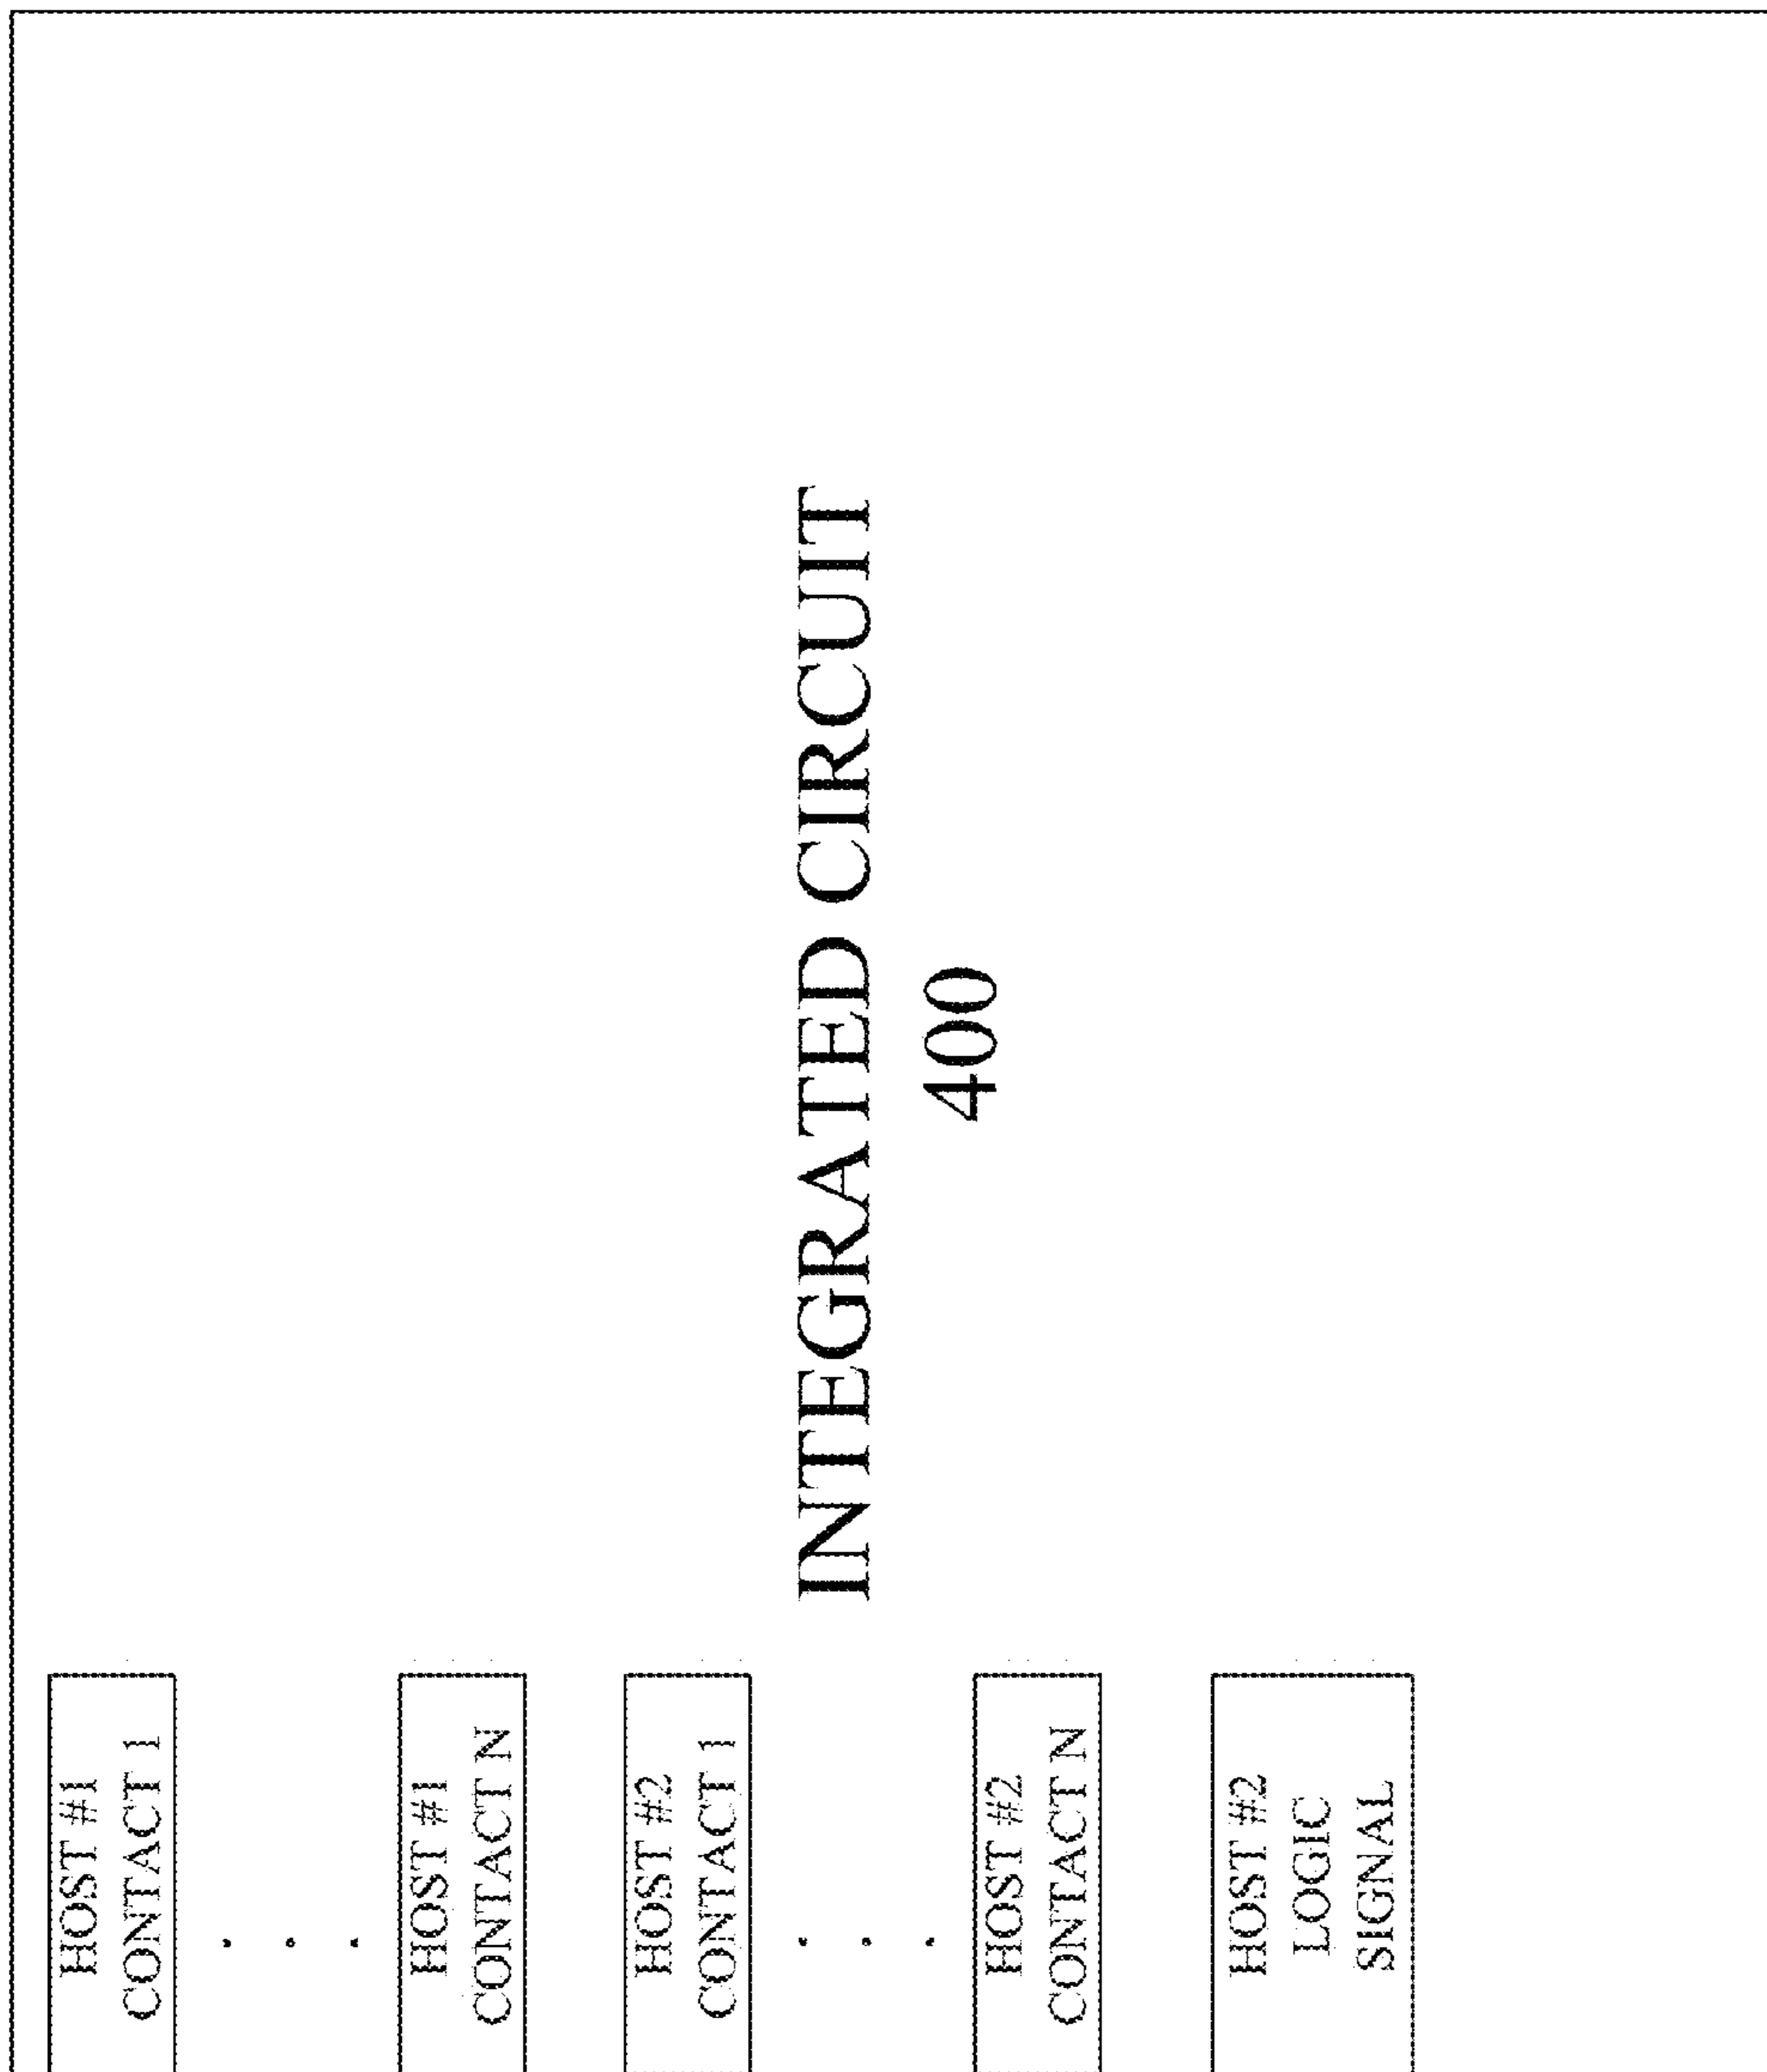 HOST #1
CONTACT 1
HOST #1
CONTACT N
HOST #2
CONTACT 1
HOST #2
CONTACT N
HOST #2
LOGIC
SIGNAL
INTEGRATED CIRCUIT
400